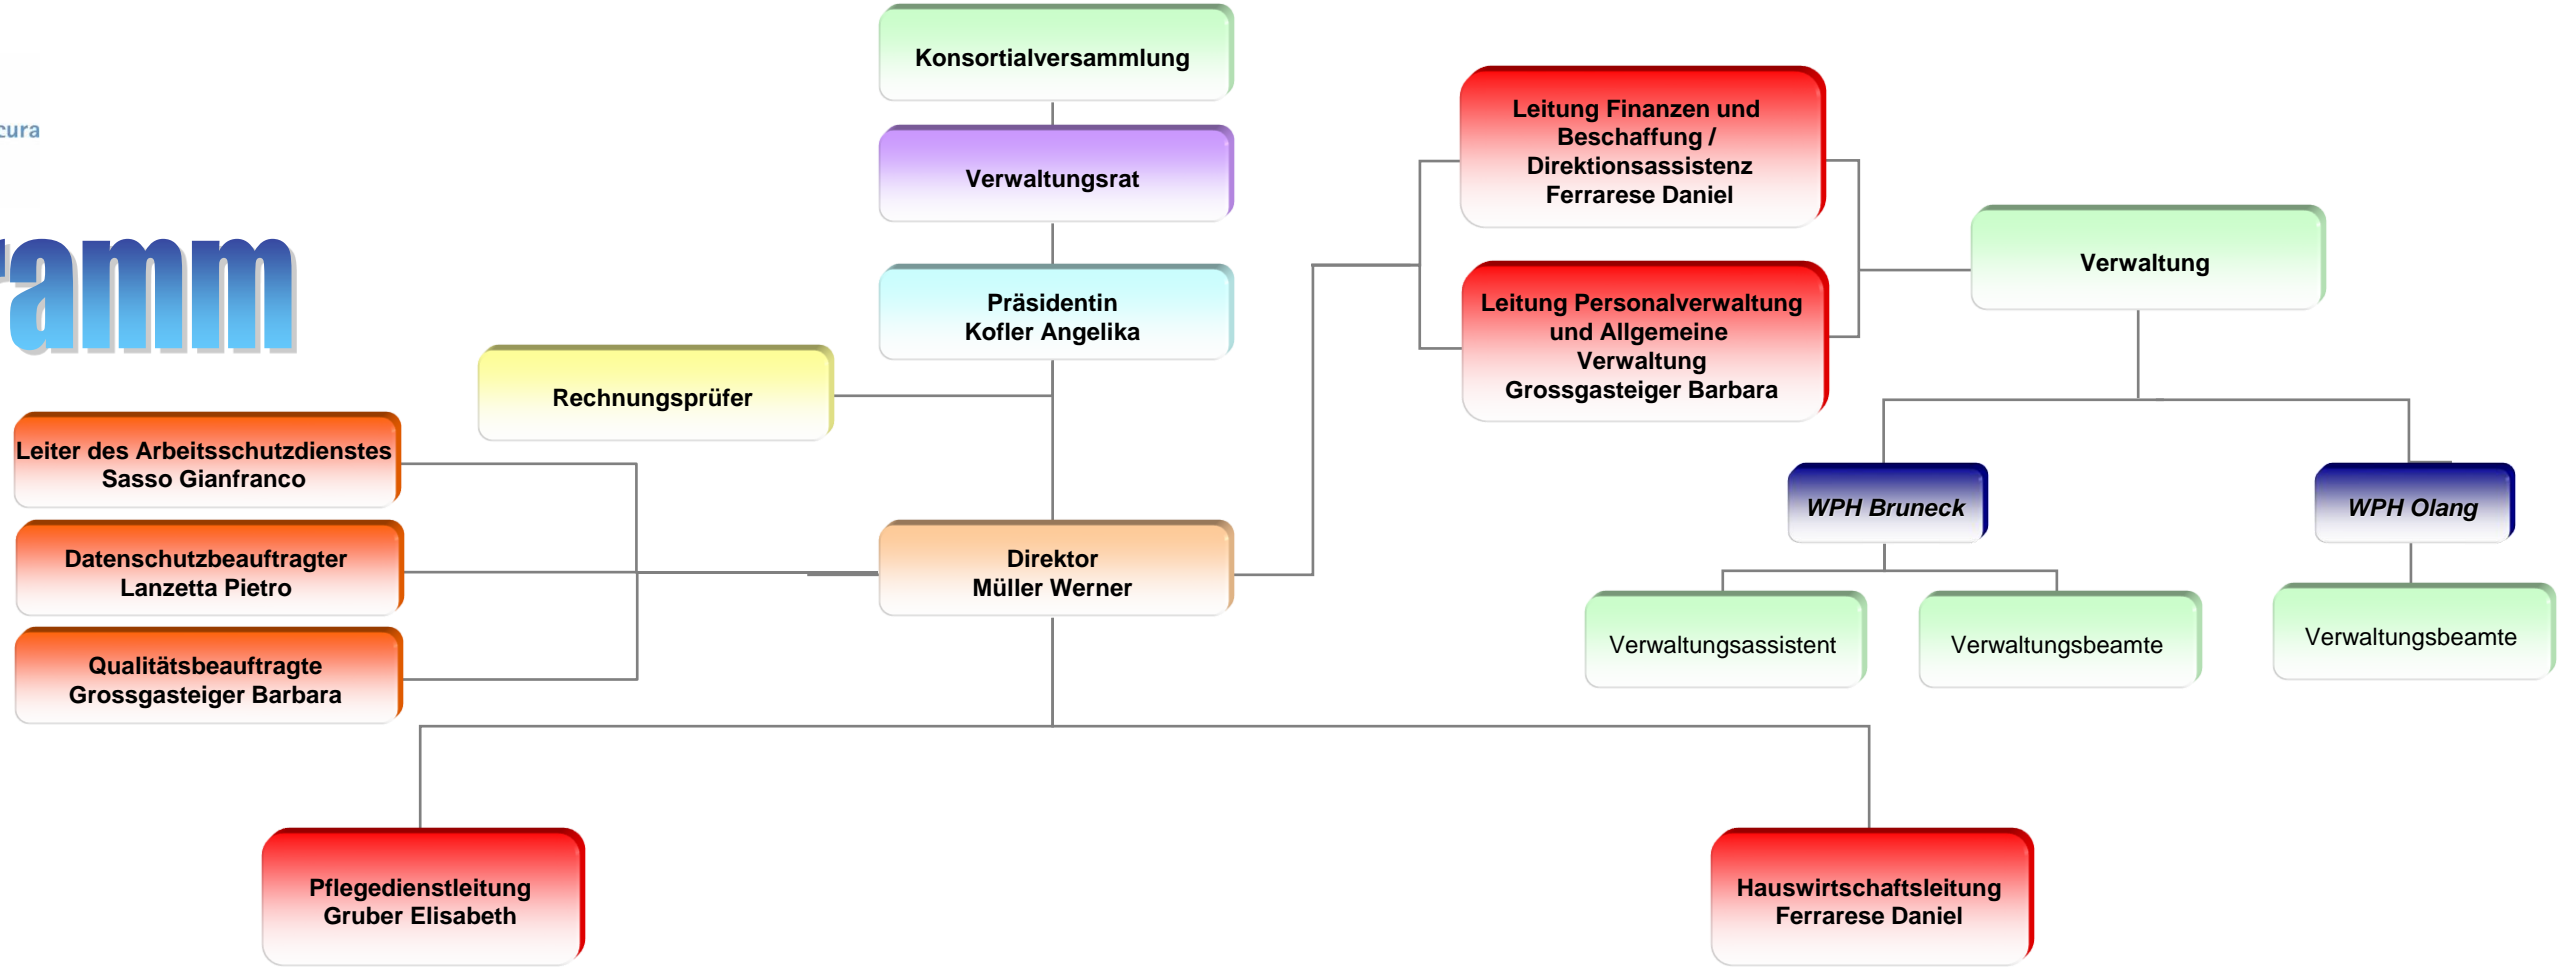 Konsortialversammlung
Verwaltungsrat
Präsidentin
Kofler Angelika
Rechnungsprüfer
Leiter des Arbeitsschutzdienstes
Sasso Gianfranco
Datenschutzbeauftragter
Lanzetta Pietro
Qualitätsbeauftragte
Grossgasteiger Barbara
Direktor
Müller Werner
Leitung Finanzen und
Beschaffung /
Direktionsassistenz
Ferrarese Daniel
Leitung Personalverwaltung
und Allgemeine
Verwaltung
Grossgasteiger Barbara
Verwaltung
WPH Bruneck
WPH Olang
Verwaltungsassistent
Verwaltungsbeamte
Verwaltungsbeamte
Pflegedienstleitung
Gruber Elisabeth
Hauswirtschaftsleitung
Ferrarese Daniel